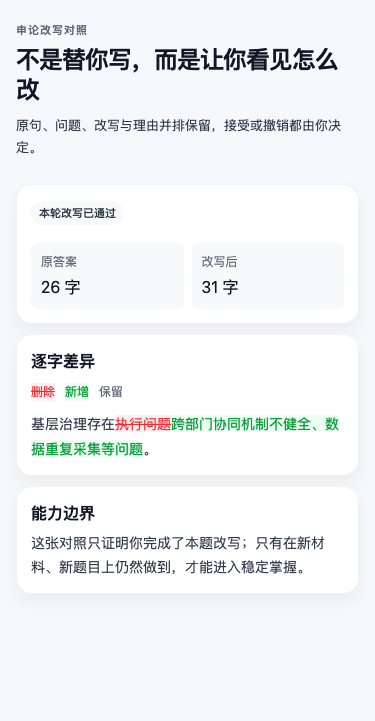 申论改写对照
不是替你写，而是让你看见怎么
改
原句、问题、改写与理由并排保留，接受或撤销都由你决
定。
本轮改写已通过
原答案
26 字
改写后
31 字
逐字差异
删除 新增 保留
基层治理存在执行问题跨部门协同机制不健全、数
据重复采集等问题。
能力边界
这张对照只证明你完成了本题改写；只有在新材
料、新题目上仍然做到，才能进入稳定掌握。